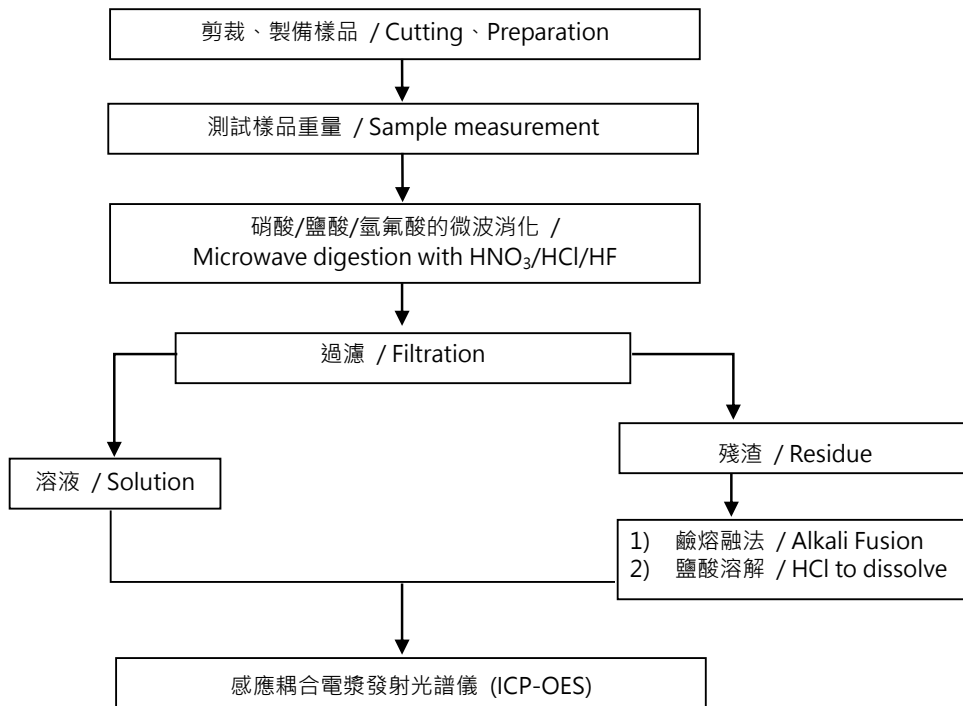 剪裁、製備樣品 / Cutting、Preparation
測試樣品重量 / Sample measurement
硝酸/鹽酸/氫氟酸的微波消化 /
Microwave digestion with HNO₃/HCl/HF
過濾 / Filtration
溶液 / Solution
殘渣 / Residue
1) 鹼熔融法 / Alkali Fusion
2) 鹽酸溶解 / HCl to dissolve
感應耦合電漿發射光譜儀 (ICP-OES)